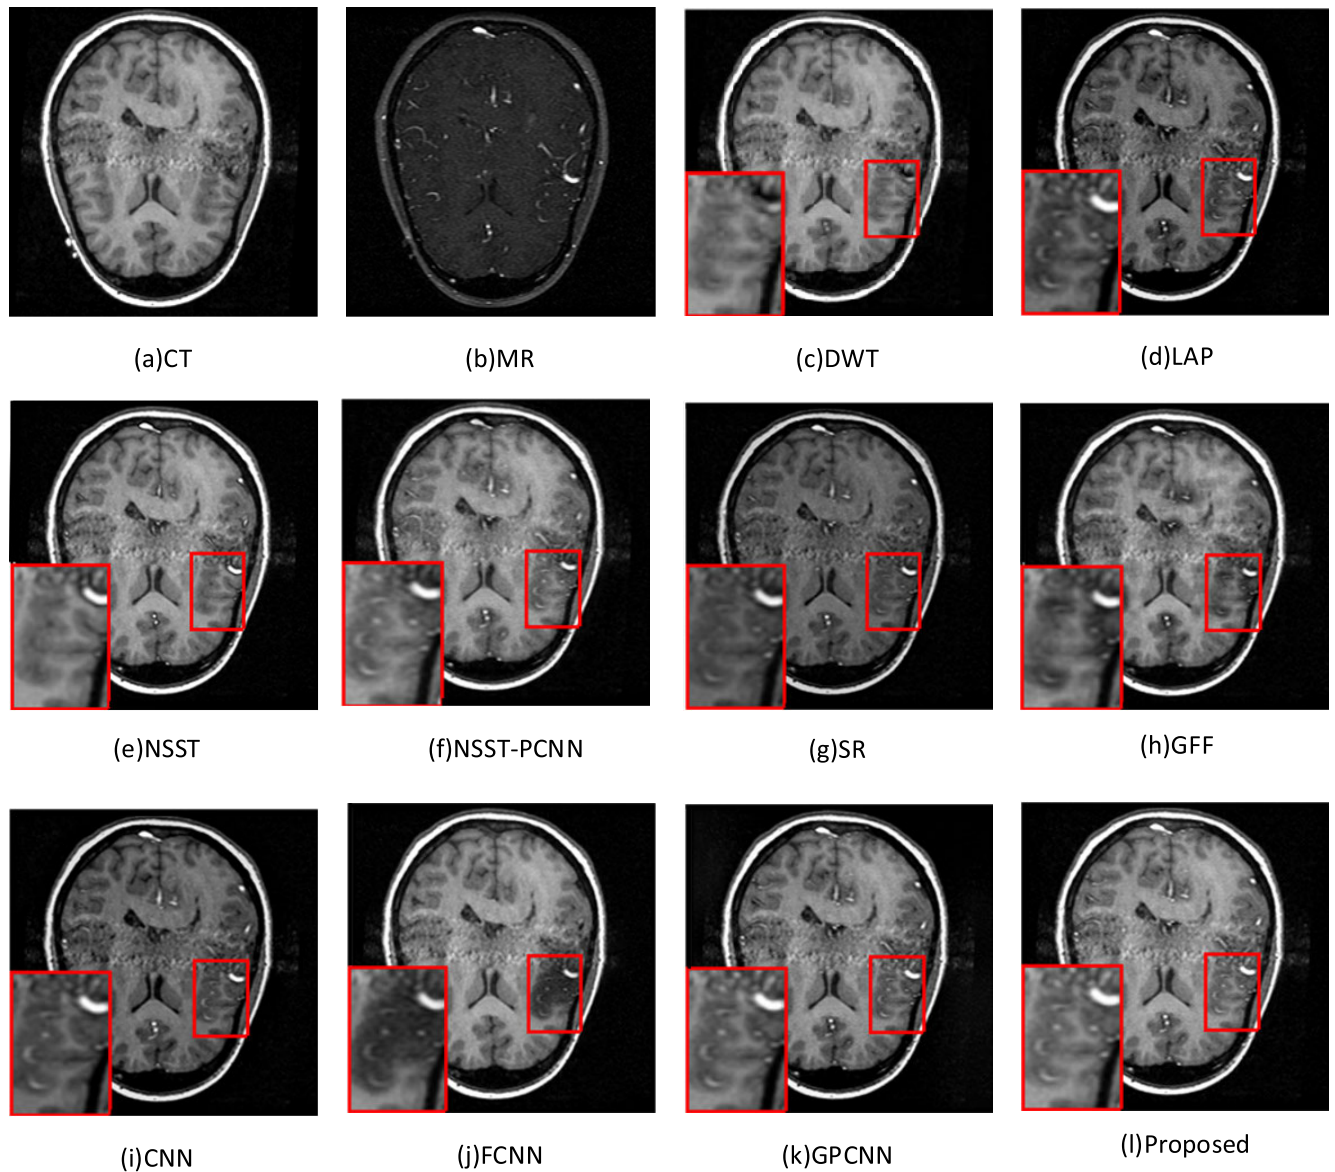 (a)CT
(b)MR
(c)DWT
(d)LAP
(e)NSST
(f)NSST-PCNN
(g)SR
(h)GFF
(i)CNN
(j)FCNN
(k)GPCNN
(l)Proposed